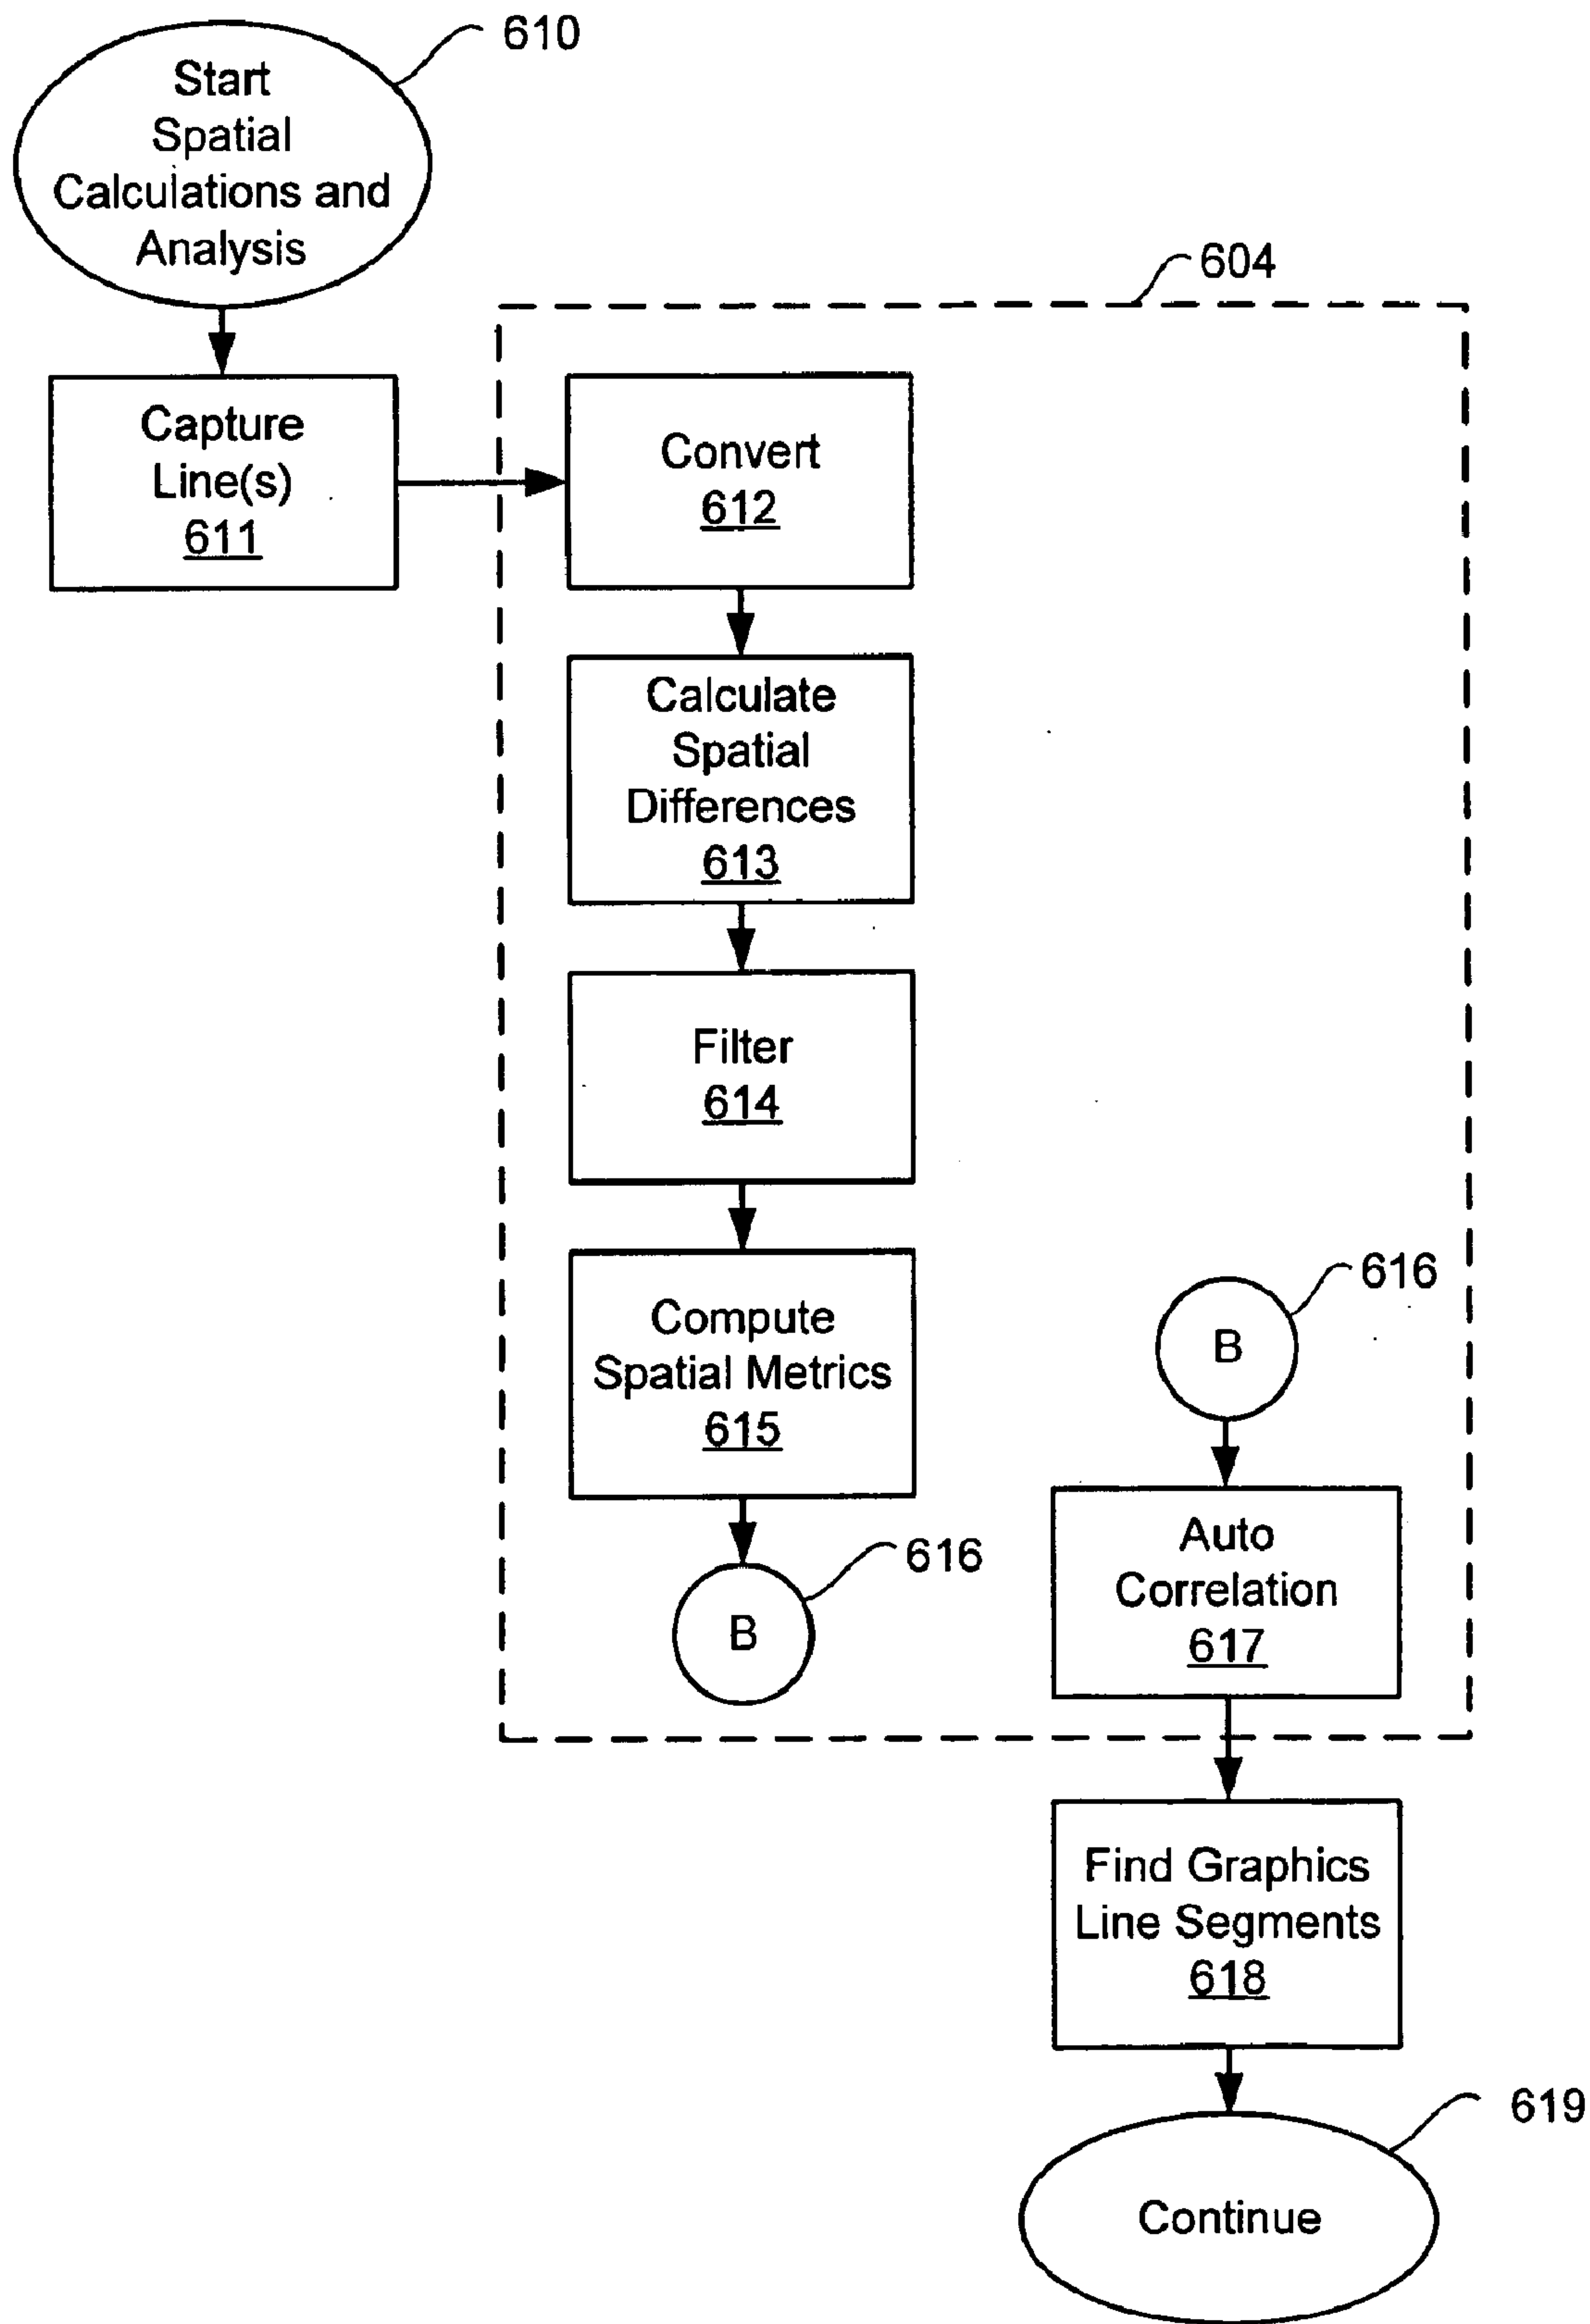 610
Start
Spatial
Calculations and
Analysis
604
Capture
Line(s)
611
Convert
612
Calculate
Spatial
Differences
613
Filter
614
Compute
Spatial Metrics
615
616
B
616
B
Auto
Correlation
617
Find Graphics
Line Segments
618
619
Continue